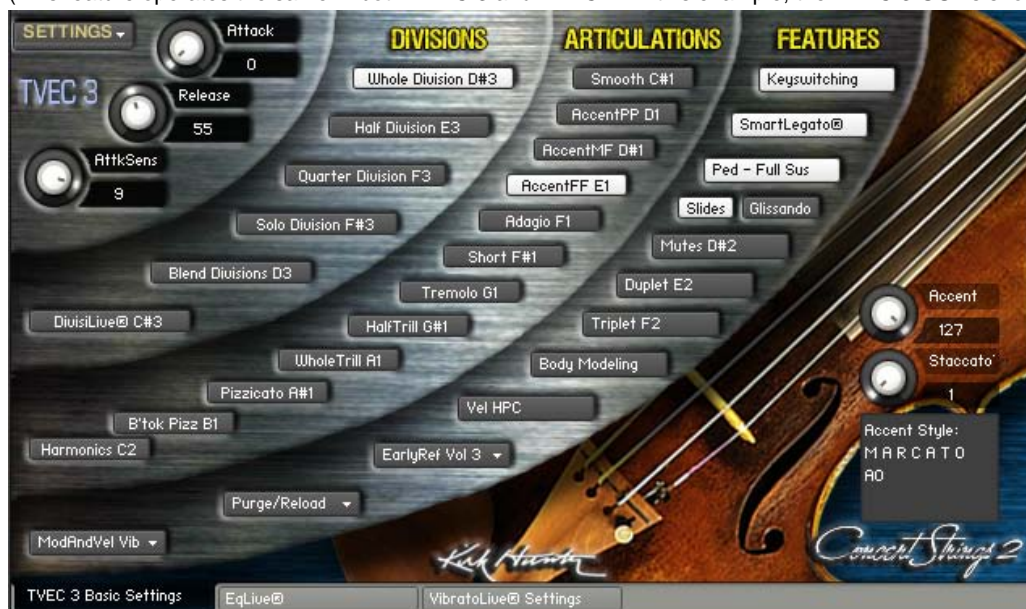 SETTINGS
Attack
0
TVEC 3
Release
55
AttkSens
9
DIVISIONS
Whole Division D#3
Half Division E3
Quarter Division F3
Solo Division F#3
Blend Divisions D3
DivisiLive® C#3
ARTICULATIONS
Smooth C#1
AccentPP D1
AccentMF D#1
AccentFF E1
Adagio F1
Short F#1
Tremolo G1
HalfTrill G#1
WholeTrill A1
Pizzicato A#1
B'tok Pizz B1
Harmonics C2
FEATURES
Keyswitching
SmartLegato®
Ped - Full Sus
Slides Glissando
Mutes D#2
Duplet E2
Triplet F2
Body Modeling
Vel HPC
EarlyRef Vol 3
Purge/Reload
ModAndVel Vib
Accent
127
Staccato
1
Accent Style:
MARCATO
AO
Kirk Hunter
Concert Strings 2
TVEC 3 Basic Settings
EqLive®
VibratoLive® Settings